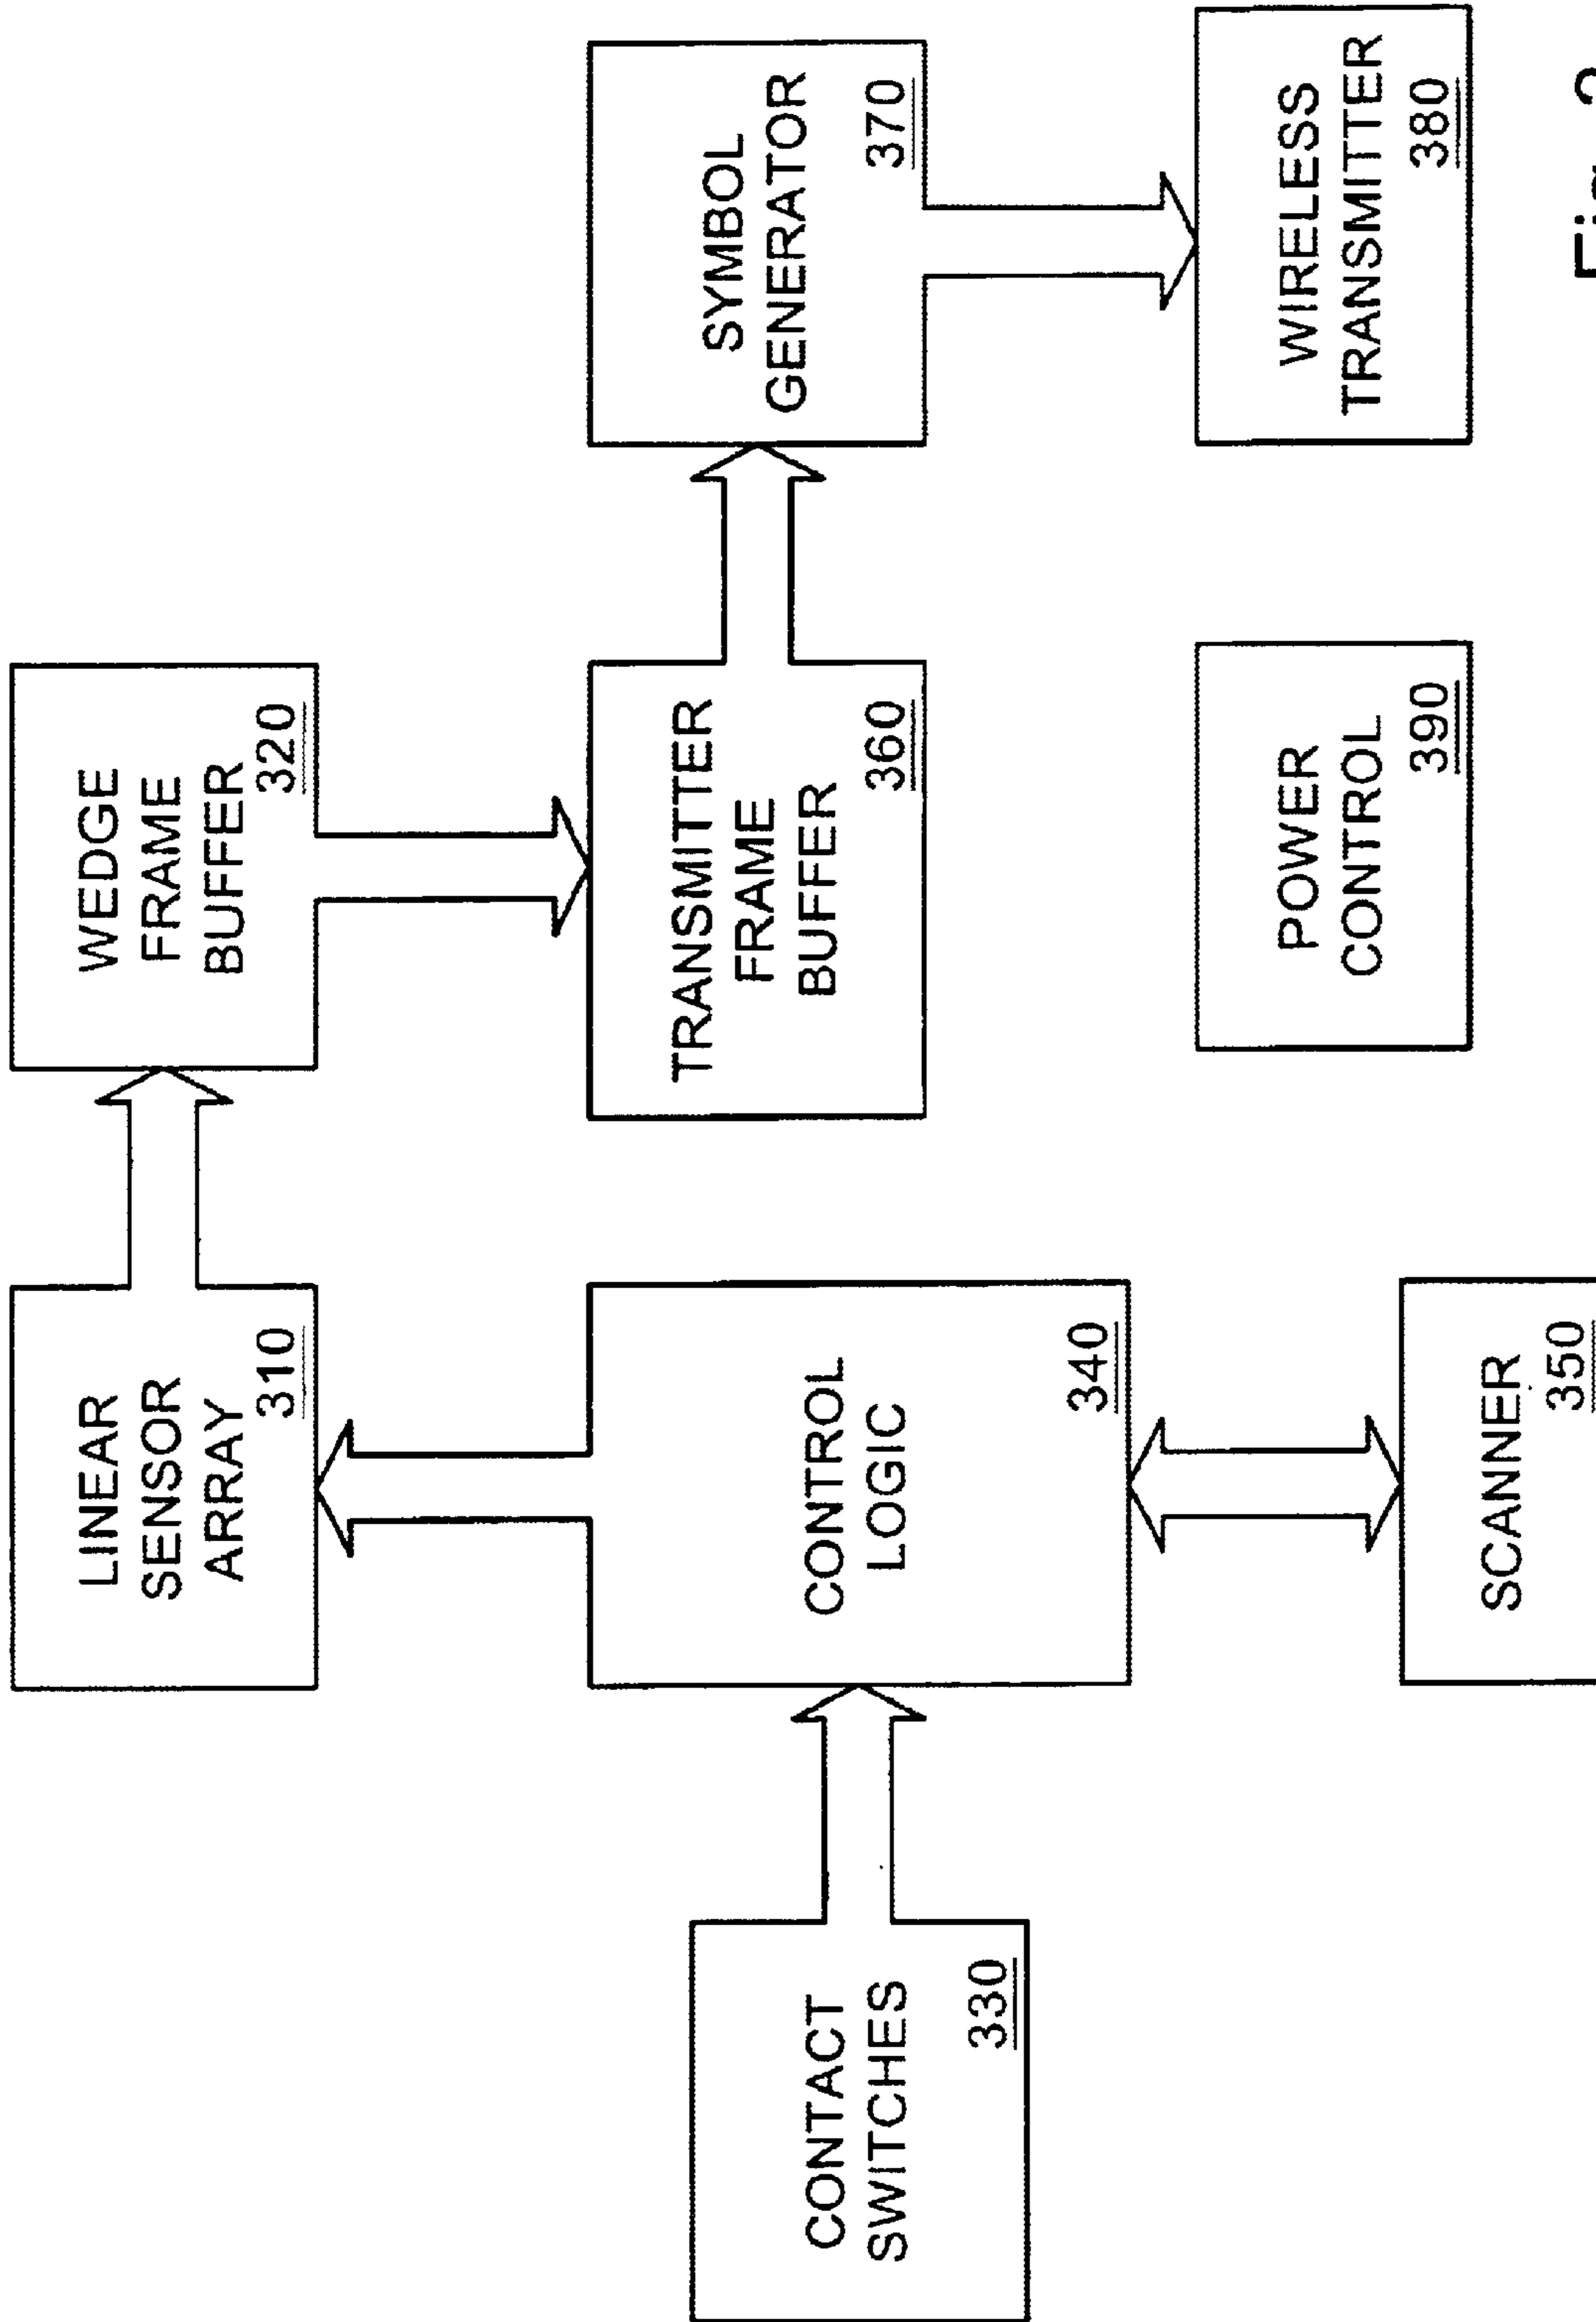 LINEAR
SENSOR
ARRAY
310
WEDGE
FRAME
BUFFER
320
CONTACT
SWITCHES
330
CONTROL
LOGIC
340
TRANSMITTER
FRAME
BUFFER
360
SYMBOL
GENERATOR
370
SCANNER
350
POWER
CONTROL
390
WIRELESS
TRANSMITTER
380
Fig.